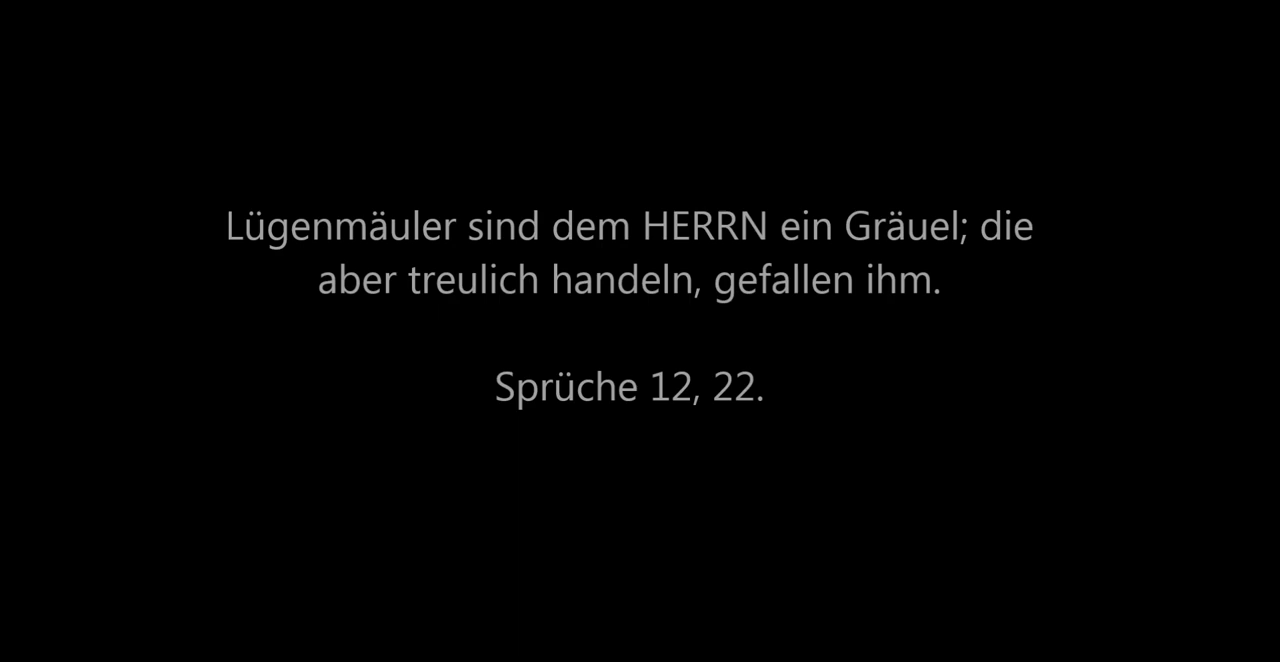 Lügenmäuler sind dem HERRN ein Gräuel; die
aber treulich handeln, gefallen ihm.
Sprüche 12, 22.